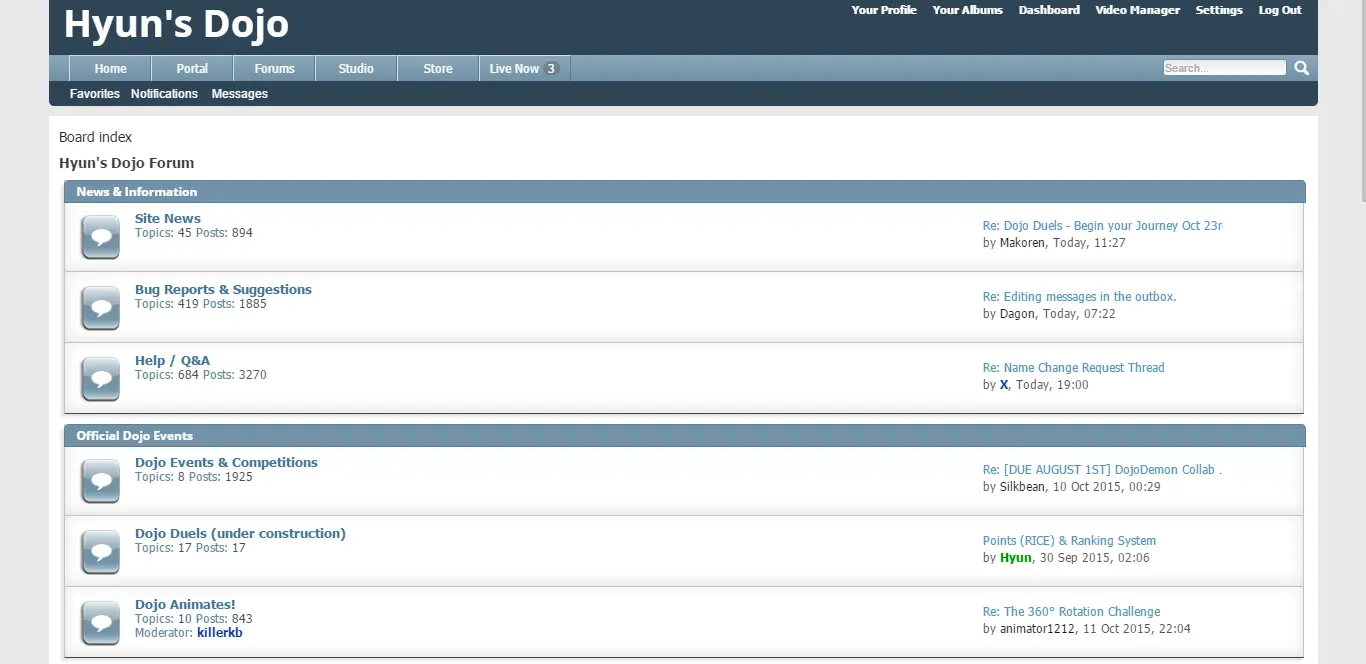 Hyun's Dojo
Your Profile Your Albums Dashboard Video Manager Settings Log Out
Home Portal Forums Studio Store Live Now 3 Search...
Favorites Notifications Messages
Board index
Hyun's Dojo Forum
News & Information
Site News
Topics: 45 Posts: 894
Re: Dojo Duels - Begin your Journey Oct 23r
by Makoren, Today, 11:27
Bug Reports & Suggestions
Topics: 419 Posts: 1885
Re: Editing messages in the outbox.
by Dagon, Today, 07:22
Help / Q&A
Topics: 684 Posts: 3270
Re: Name Change Request Thread
by X, Today, 19:00
Official Dojo Events
Dojo Events & Competitions
Topics: 8 Posts: 1925
Re: [DUE AUGUST 1ST] DojoDemon Collab .
by Silkbean, 10 Oct 2015, 00:29
Dojo Duels (under construction)
Topics: 17 Posts: 17
Points (RICE) & Ranking System
by Hyun, 30 Sep 2015, 02:06
Dojo Animates!
Topics: 10 Posts: 843
Moderator: killerkb
Re: The 360° Rotation Challenge
by animator1212, 11 Oct 2015, 22:04